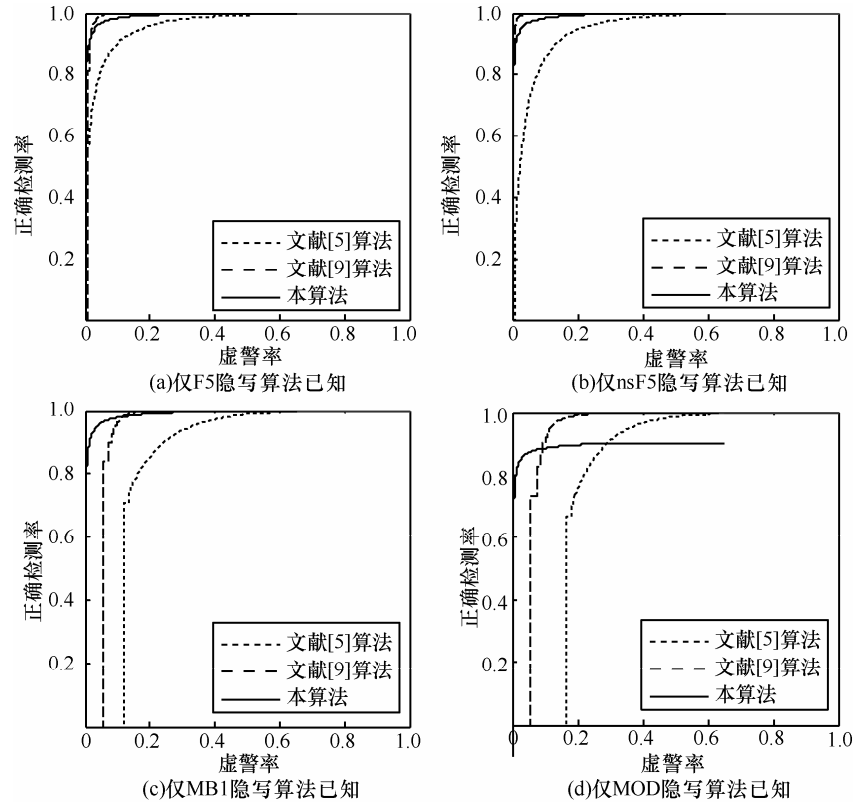 1.0
0.8
0.6
0.4
0.2
正确检测率
文献[5]算法
文献[9]算法
本算法
0
0.2
0.4
0.6
0.8
1.0
虚警率
(a)仅F5隐写算法已知
1.0
0.8
0.6
0.4
0.2
正确检测率
文献[5]算法
文献[9]算法
本算法
0
0.2
0.4
0.6
0.8
1.0
虚警率
(b)仅nsF5隐写算法已知
1.0
0.8
0.6
0.4
0.2
正确检测率
文献[5]算法
文献[9]算法
本算法
0
0.2
0.4
0.6
0.8
1.0
虚警率
(c)仅MB1隐写算法已知
1.0
0.8
0.6
0.4
0.2
正确检测率
文献[5]算法
文献[9]算法
本算法
0
0.2
0.4
0.6
0.8
1.0
虚警率
(d)仅MOD隐写算法已知